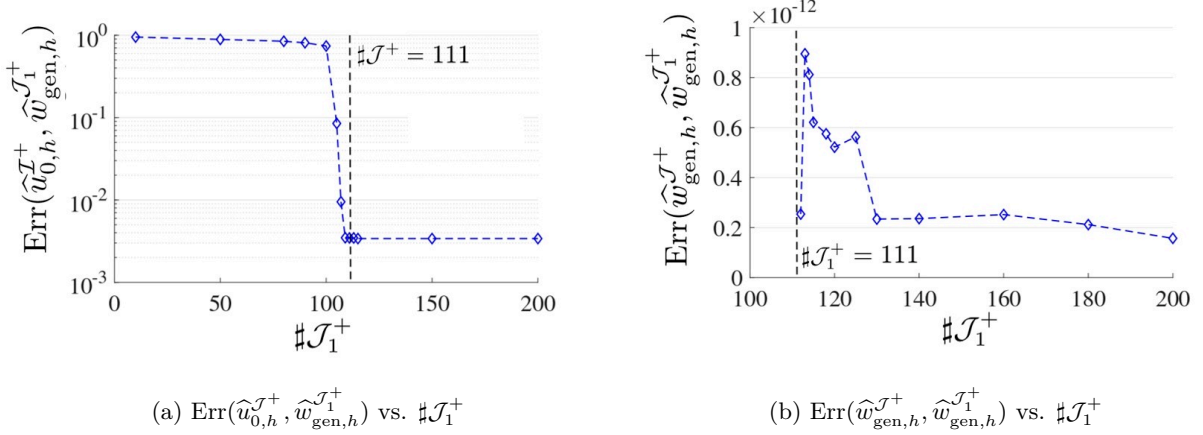 Err(û_{0,h}^{ℐ^+}, ŵ_{gen,h}^{𝒥_1^+})
10^0
10^{-1}
10^{-2}
10^{-3}
♯𝒥^+ = 111
0 50 100 150 200
♯𝒥_1^+
(a) Err(û_{0,h}^{𝒥^+}, ŵ_{gen,h}^{𝒥_1^+}) vs. ♯𝒥_1^+
×10^{-12}
Err(ŵ_{gen,h}^{𝒥^+}, ŵ_{gen,h}^{𝒥_1^+})
1
0.8
0.6
0.4
0.2
0
♯𝒥_1^+ = 111
100 120 140 160 180 200
♯𝒥_1^+
(b) Err(ŵ_{gen,h}^{𝒥^+}, ŵ_{gen,h}^{𝒥_1^+}) vs. ♯𝒥_1^+